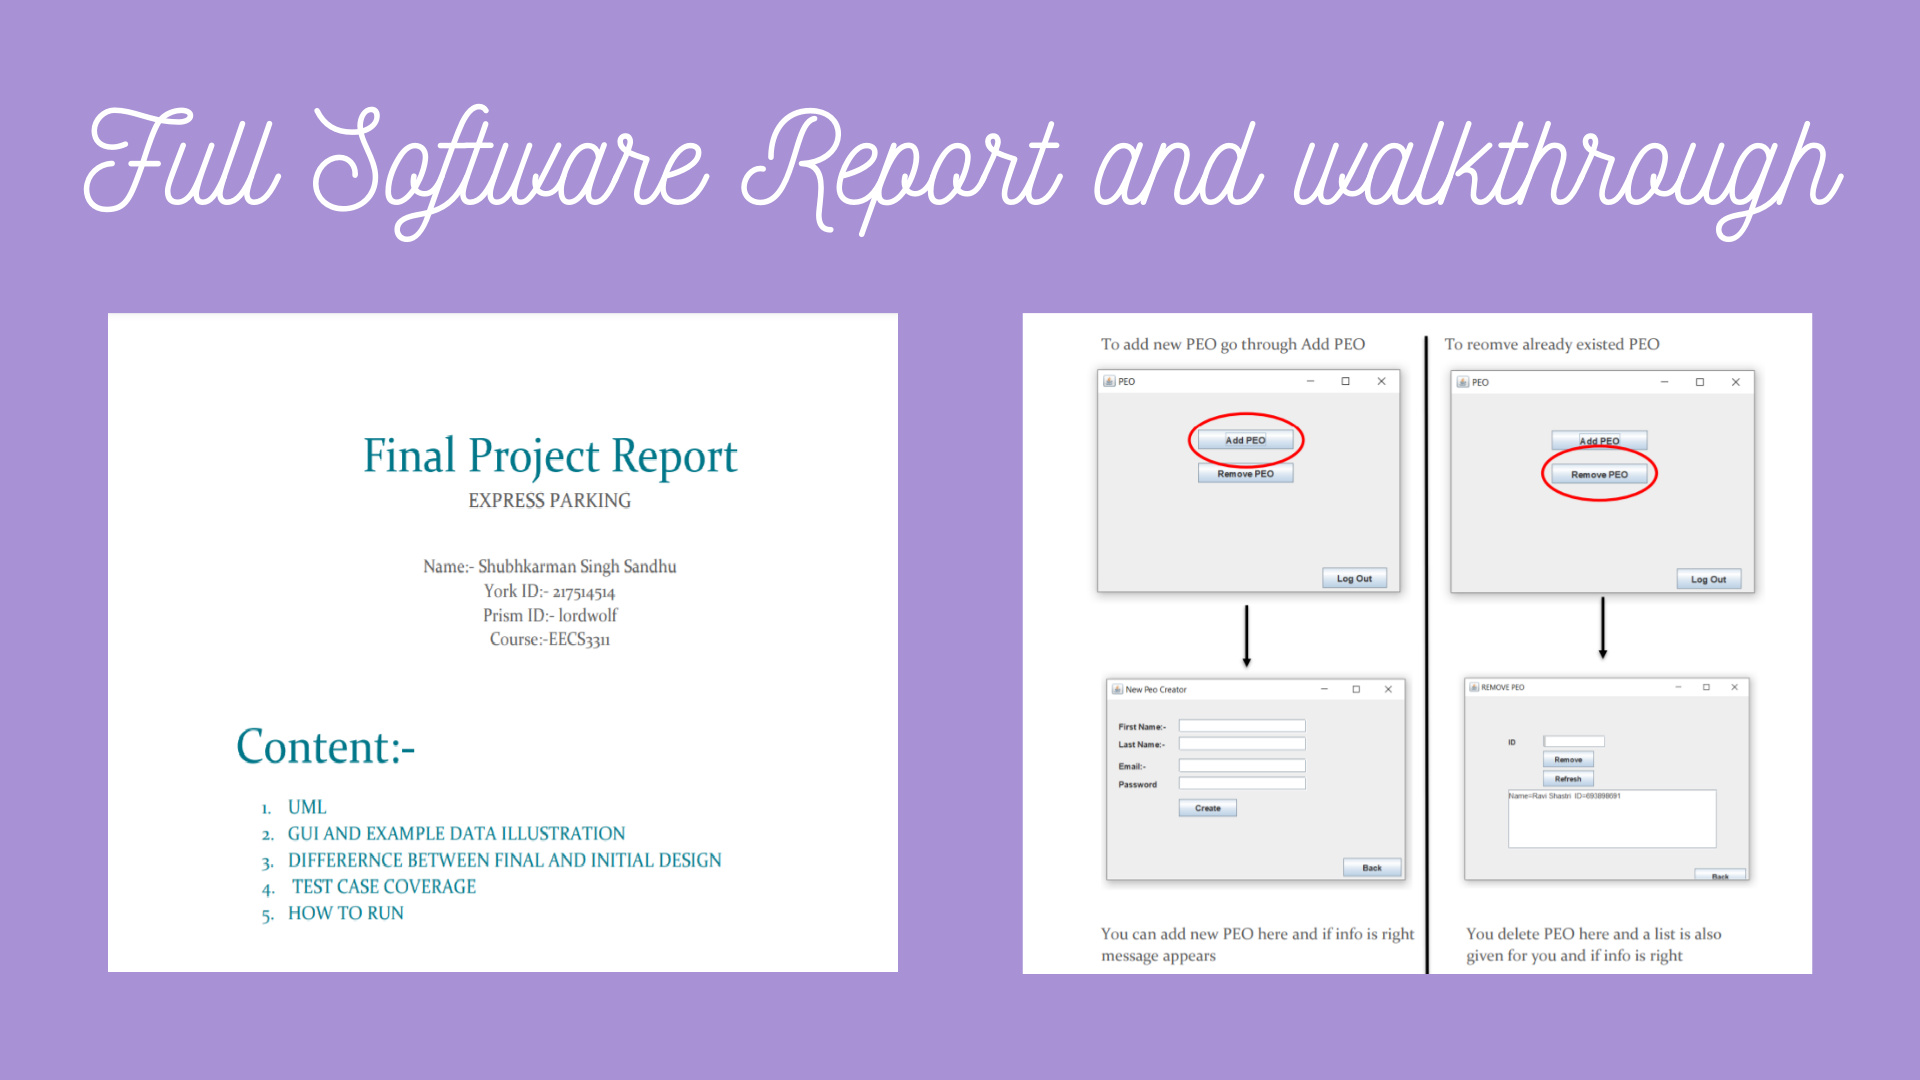 Full Software Report and walkthrough
Final Project Report
EXPRESS PARKING
Name:- Shubhkarman Singh Sandhu
York ID:- 217514514
Prism ID:- lordwolf
Course:-EECS3311
Content:-
1. UML
2. GUI AND EXAMPLE DATA ILLUSTRATION
3. DIFFERERNCE BETWEEN FINAL AND INITIAL DESIGN
4. TEST CASE COVERAGE
5. HOW TO RUN
To add new PEO go through Add PEO
PEO
Add PEO
Remove PEO
Log Out
New Peo Creator
First Name:-
Last Name:-
Email:-
Password
Create
Back
You can add new PEO here and if info is right
message appears
To reomve already existed PEO
PEO
Add PEO
Remove PEO
Log Out
REMOVE PEO
ID
Remove
Refresh
Name=Ravi Shastri ID=693898691
Back
You delete PEO here and a list is also
given for you and if info is right